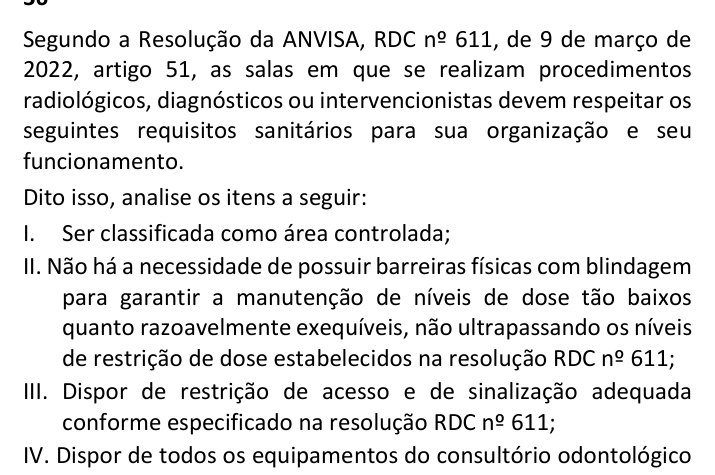 Segundo a Resolução da ANVISA, RDC nº 611, de 9 de março de
2022, artigo 51, as salas em que se realizam procedimentos
radiológicos, diagnósticos ou intervencionistas devem respeitar os
seguintes requisitos sanitários para sua organização e seu
funcionamento.
Dito isso, analise os itens a seguir:
I. Ser classificada como área controlada;
II. Não há a necessidade de possuir barreiras físicas com blindagem
para garantir a manutenção de níveis de dose tão baixos
quanto razoavelmente exequíveis, não ultrapassando os níveis
de restrição de dose estabelecidos na resolução RDC nº 611;
III. Dispor de restrição de acesso e de sinalização adequada
conforme especificado na resolução RDC nº 611;
IV. Dispor de todos os equipamentos do consultório odontológico